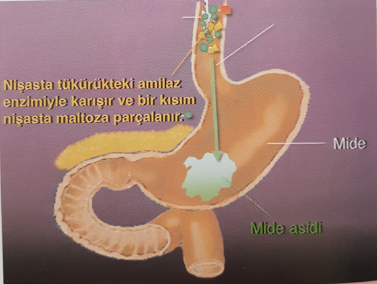 Nişasta tükürükteki amilaz
enzimiyle karışır ve bir kısım
nişasta maltoza parçalanır.
Mide
Mide asidi